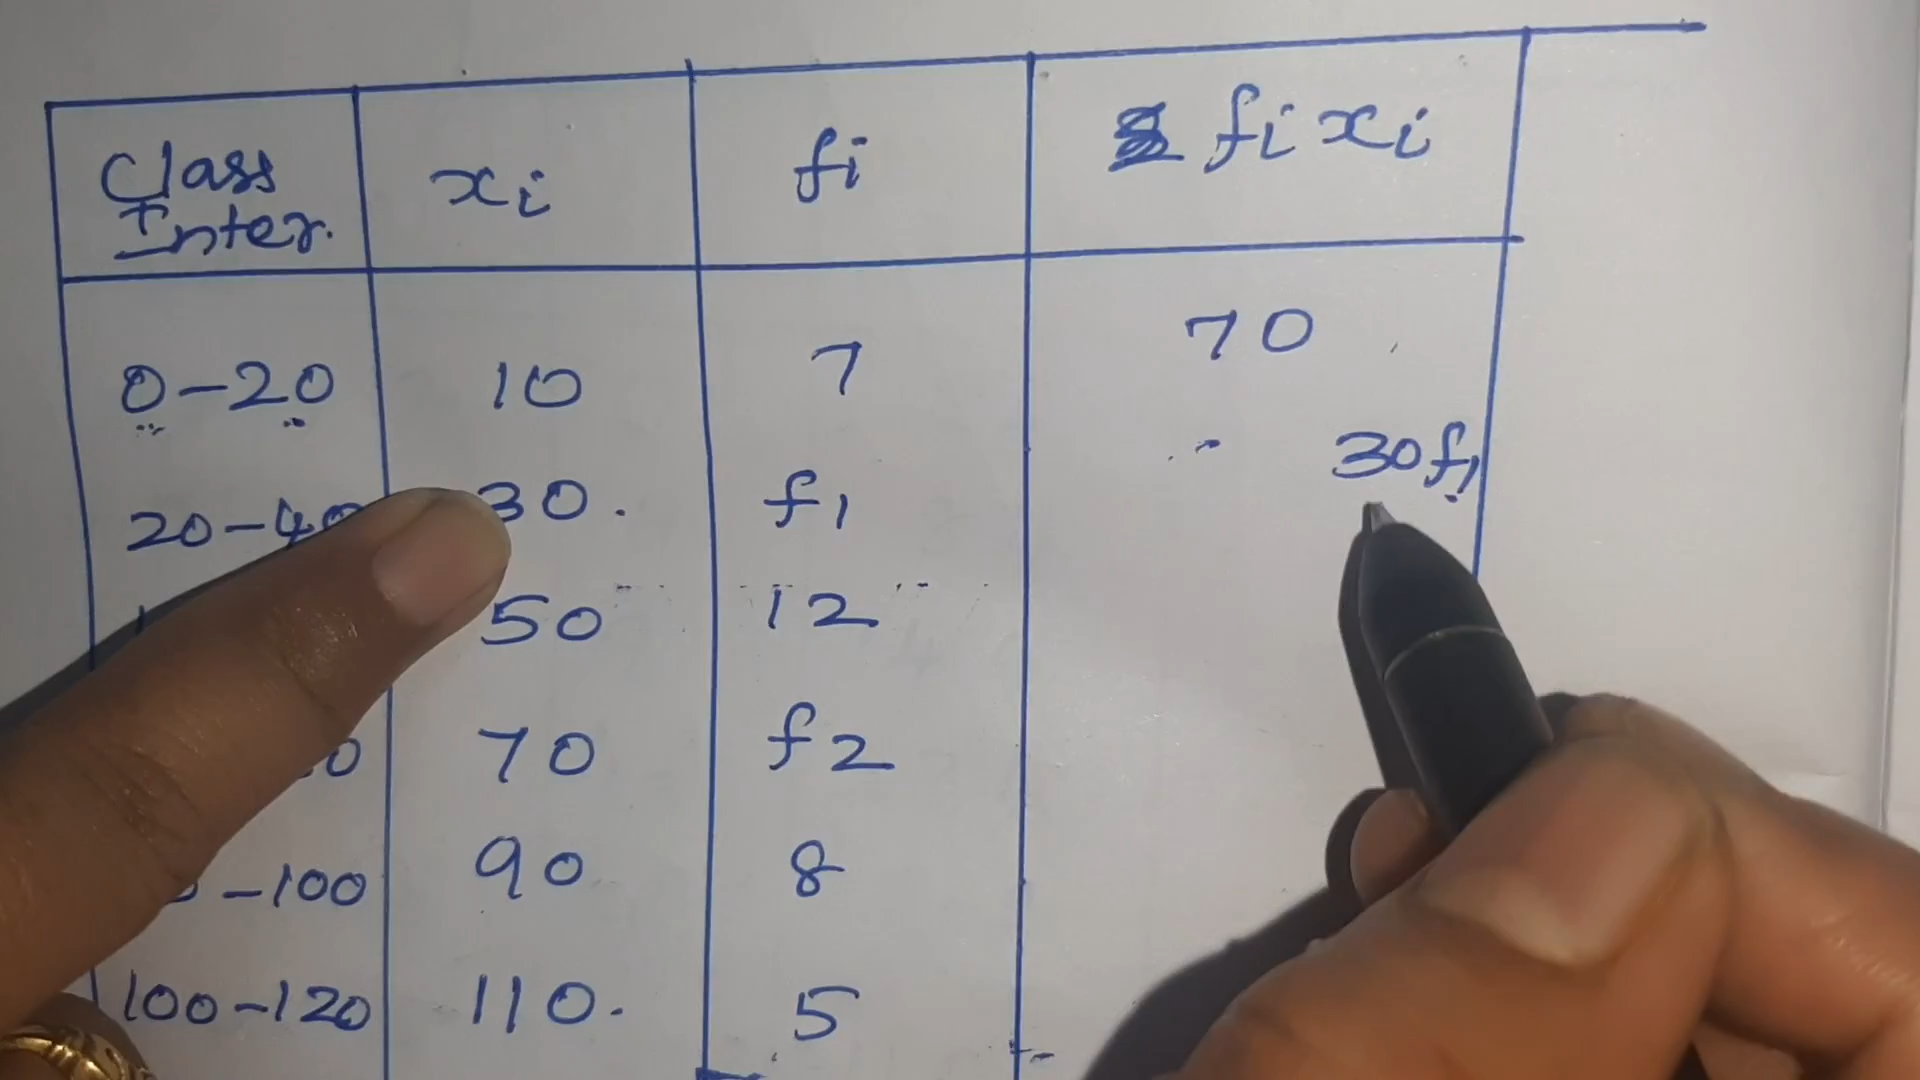 Class Inter. xi fi fixi
0-20 10 7 70
20-40 30. f1 30f1
50 12
70 f2
-100 90 8
100-120 110. 5